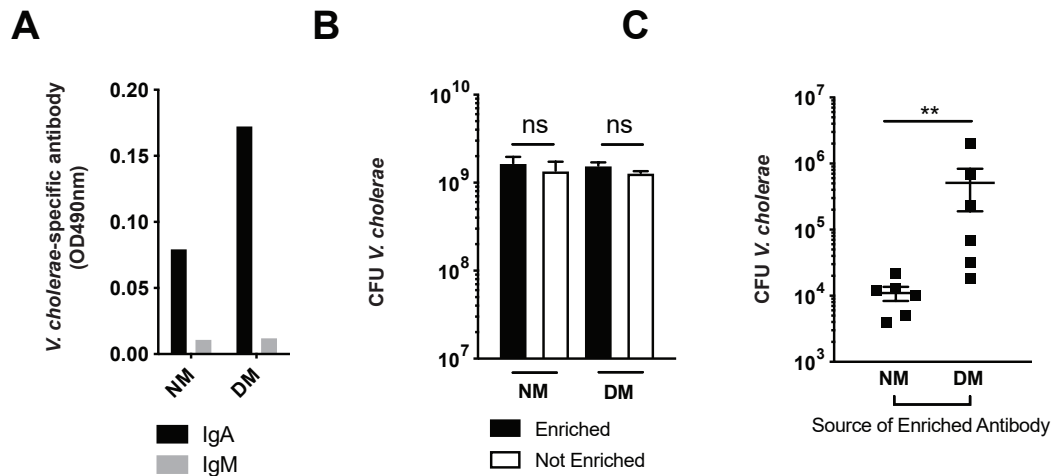 A
V. cholerae-specific antibody
(OD490nm)
0.20
0.15
0.10
0.05
0.00
NM
DM
IgA
IgM
B
CFU V. cholerae
10^10
10^9
10^8
10^7
ns
ns
NM
DM
Enriched
Not Enriched
C
CFU V. cholerae
10^7
10^6
10^5
10^4
10^3
**
NM
DM
Source of Enriched Antibody